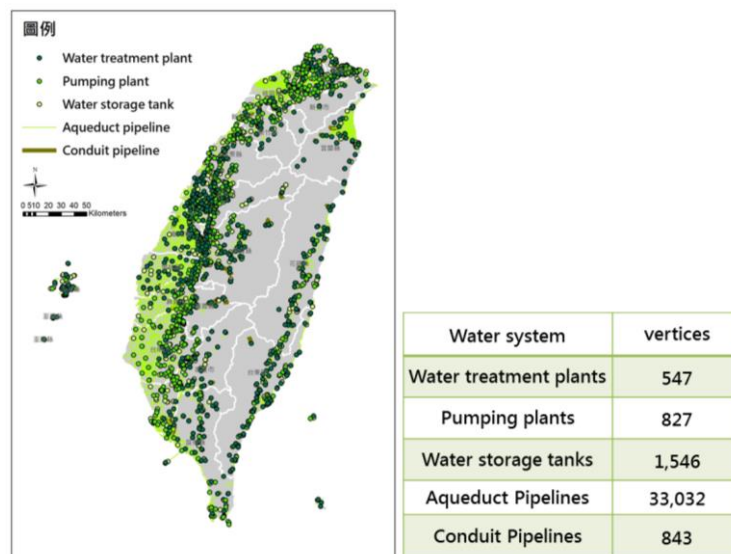 圖例
Water treatment plant
Pumping plant
Water storage tank
Aqueduct pipeline
Conduit pipeline
N
0 510 20 30 40 50
Kilometers
Water system vertices
Water treatment plants 547
Pumping plants 827
Water storage tanks 1,546
Aqueduct Pipelines 33,032
Conduit Pipelines 843